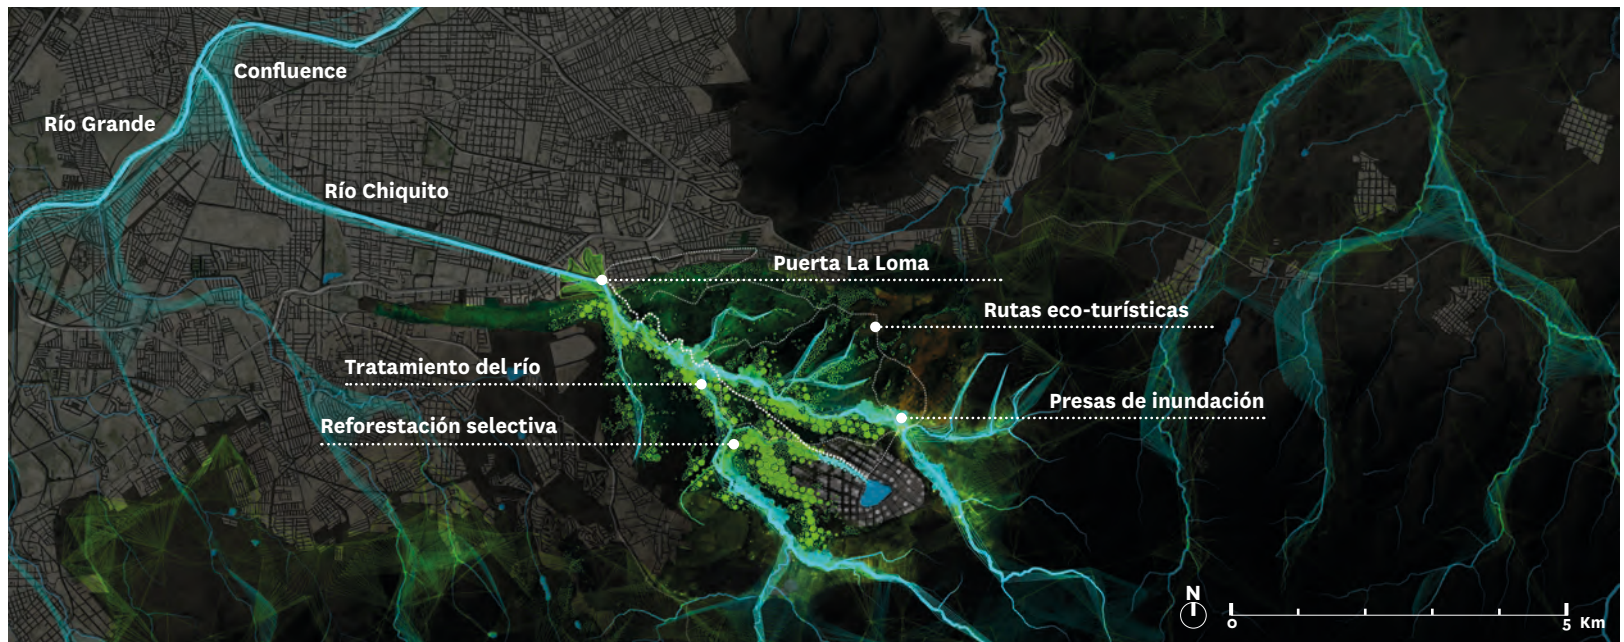 Confluence
Río Grande
Río Chiquito
Puerta La Loma
Rutas eco-turísticas
Tratamiento del río
Presas de inundación
Reforestación selectiva
N
0 5 Km